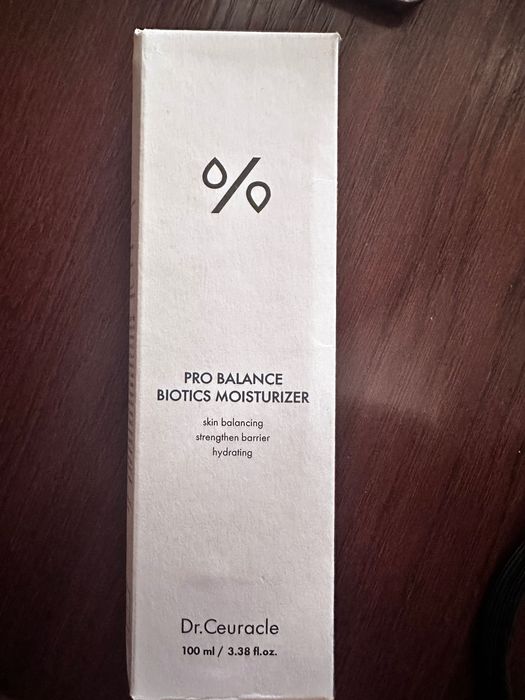 %
PRO BALANCE
BIOTICS MOISTURIZER
skin balancing
strengthen barrier
hydrating
Dr.Ceuracle
100 ml / 3.38 fl.oz.